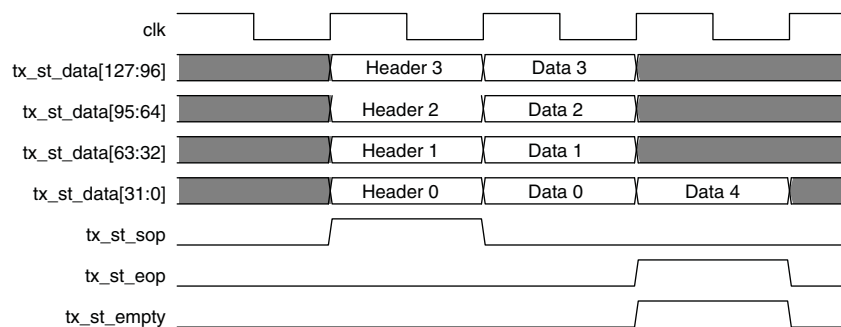 clk
tx_st_data[127:96] Header 3 Data 3
tx_st_data[95:64] Header 2 Data 2
tx_st_data[63:32] Header 1 Data 1
tx_st_data[31:0] Header 0 Data 0 Data 4
tx_st_sop
tx_st_eop
tx_st_empty